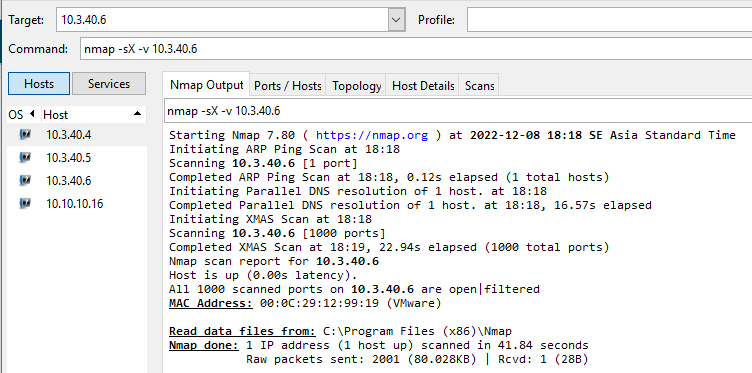 Target: 10.3.40.6 Profile:
Command: nmap -sX -v 10.3.40.6
Hosts Services
OS Host
10.3.40.4
10.3.40.5
10.3.40.6
10.10.10.16
Nmap Output Ports / Hosts Topology Host Details Scans
nmap -sX -v 10.3.40.6
Starting Nmap 7.80 ( https://nmap.org ) at 2022-12-08 18:18 SE Asia Standard Time
Initiating ARP Ping Scan at 18:18
Scanning 10.3.40.6 [1 port]
Completed ARP Ping Scan at 18:18, 0.12s elapsed (1 total hosts)
Initiating Parallel DNS resolution of 1 host. at 18:18
Completed Parallel DNS resolution of 1 host. at 18:18, 16.57s elapsed
Initiating XMAS Scan at 18:18
Scanning 10.3.40.6 [1000 ports]
Completed XMAS Scan at 18:19, 22.94s elapsed (1000 total ports)
Nmap scan report for 10.3.40.6
Host is up (0.00s latency).
All 1000 scanned ports on 10.3.40.6 are open|filtered
MAC Address: 00:0C:29:12:99:19 (VMware)
Read data files from: C:\Program Files (x86)\Nmap
Nmap done: 1 IP address (1 host up) scanned in 41.84 seconds
Raw packets sent: 2001 (80.028KB) | Rcvd: 1 (28B)